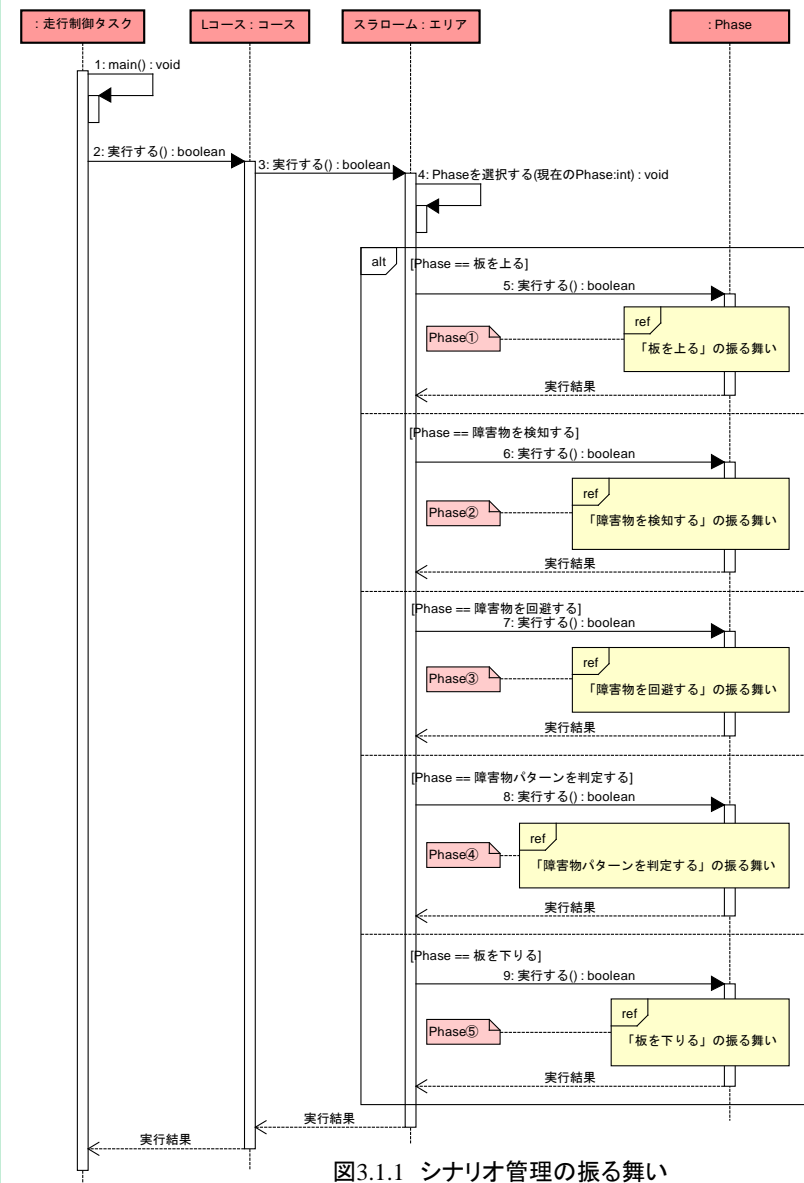 : 走行制御タスク
Lコース : コース
スラローム : エリア
: Phase
1: main() : void
2: 実行する() : boolean
3: 実行する() : boolean
4: Phaseを選択する(現在のPhase:int) : void
alt
[Phase == 板を上る]
5: 実行する() : boolean
ref
Phase①
「板を上る」の振る舞い
実行結果
[Phase == 障害物を検知する]
6: 実行する() : boolean
ref
Phase②
「障害物を検知する」の振る舞い
実行結果
[Phase == 障害物を回避する]
7: 実行する() : boolean
ref
Phase③
「障害物を回避する」の振る舞い
実行結果
[Phase == 障害物パターンを判定する]
8: 実行する() : boolean
ref
Phase④
「障害物パターンを判定する」の振る舞い
実行結果
[Phase == 板を下りる]
9: 実行する() : boolean
ref
Phase⑤
「板を下りる」の振る舞い
実行結果
実行結果
実行結果
図3.1.1 シナリオ管理の振る舞い